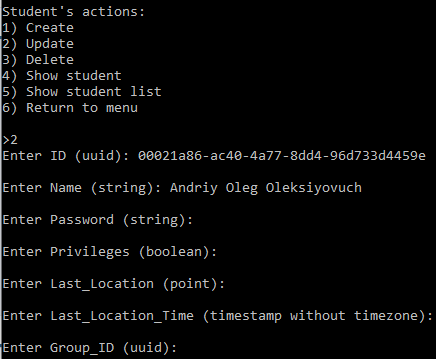 Student's actions:
1) Create
2) Update
3) Delete
4) Show student
5) Show student list
6) Return to menu
>2
Enter ID (uuid): 00021a86-ac40-4a77-8dd4-96d733d4459e
Enter Name (string): Andriy Oleg Oleksiyovuch
Enter Password (string):
Enter Privileges (boolean):
Enter Last_Location (point):
Enter Last_Location_Time (timestamp without timezone):
Enter Group_ID (uuid):